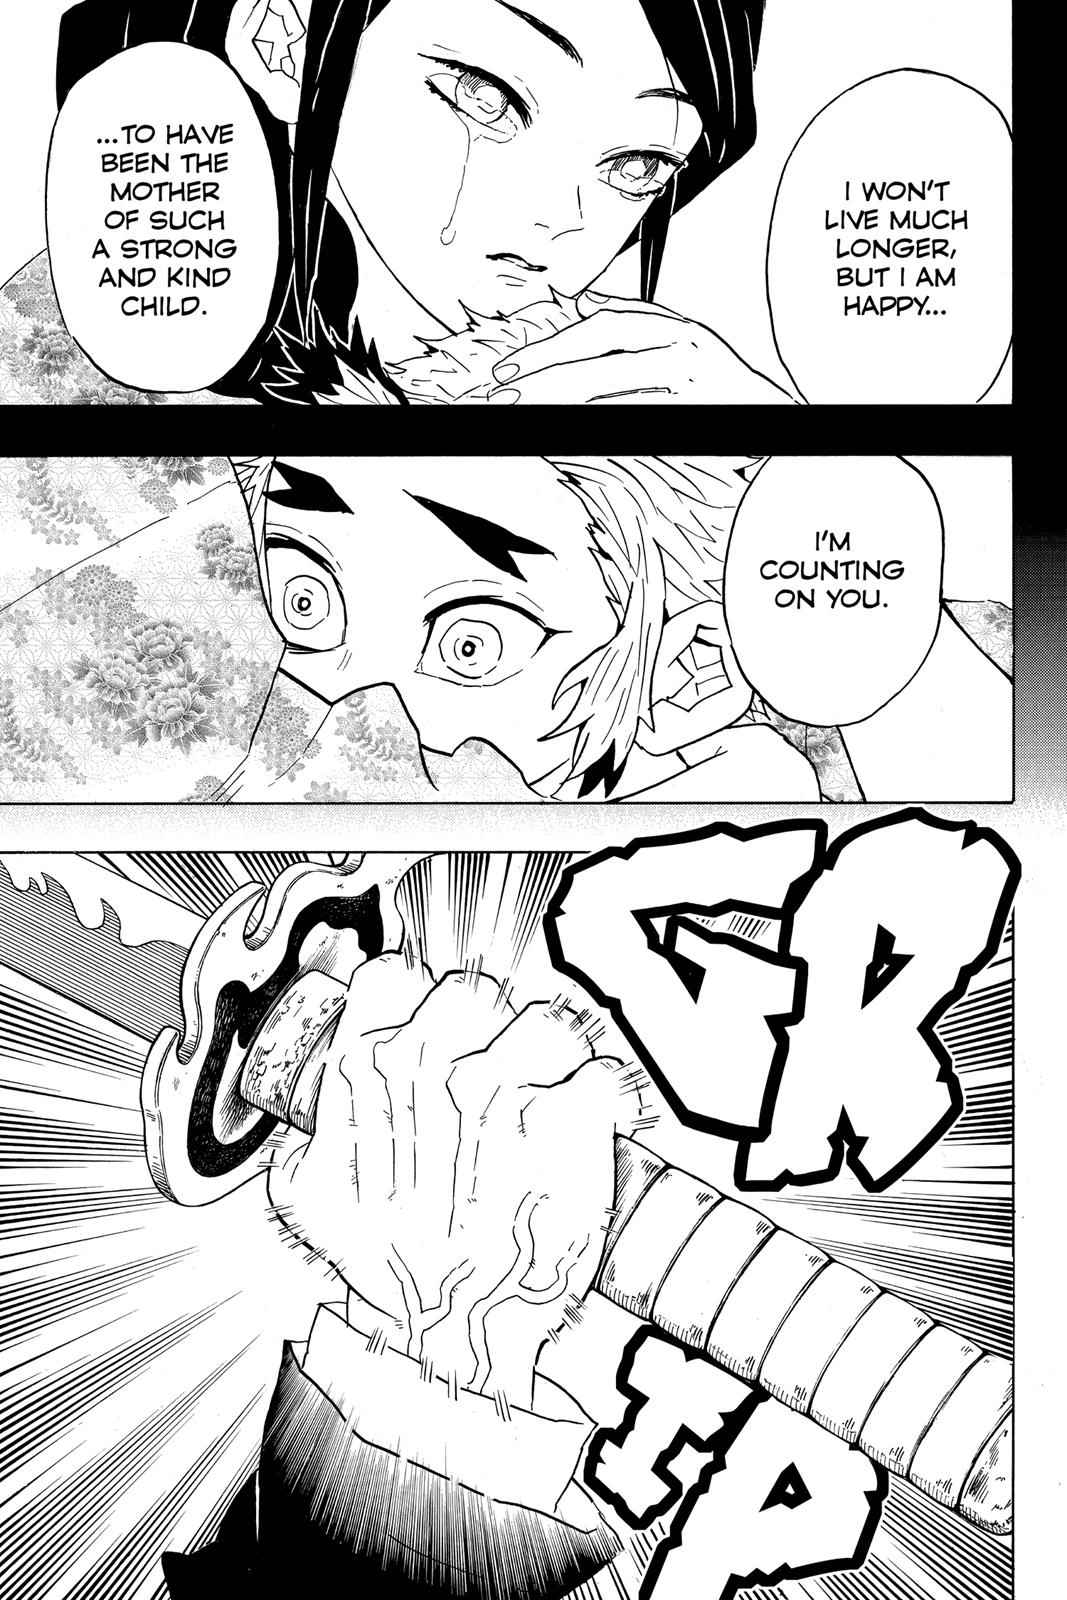 I WON'T
LIVE MUCH
LONGER,
BUT I AM
HAPPY...
...TO HAVE
BEEN THE
MOTHER
OF SUCH
A STRONG
AND KIND
CHILD.
I'M
COUNTING
ON YOU.
GR
IP